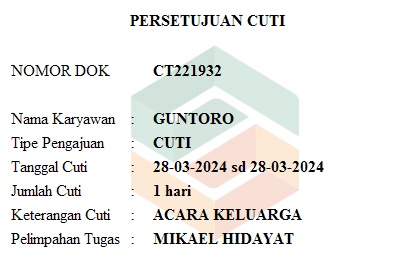 PERSETUJUAN CUTI
NOMOR DOK CT221932
Nama Karyawan : GUNTORO
Tipe Pengajuan : CUTI
Tanggal Cuti : 28-03-2024 sd 28-03-2024
Jumlah Cuti : 1 hari
Keterangan Cuti : ACARA KELUARGA
Pelimpahan Tugas : MIKAEL HIDAYAT